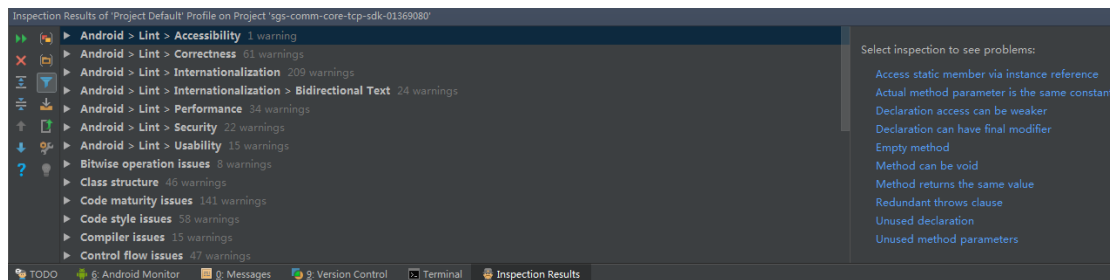 Inspection Results of 'Project Default' Profile on Project 'sgs-comm-core-tcp-sdk-01369080'
Android > Lint > Accessibility 1 warning
Android > Lint > Correctness 61 warnings
Android > Lint > Internationalization 209 warnings
Android > Lint > Internationalization > Bidirectional Text 24 warnings
Android > Lint > Performance 34 warnings
Android > Lint > Security 22 warnings
Android > Lint > Usability 15 warnings
Bitwise operation issues 8 warnings
Class structure 46 warnings
Code maturity issues 141 warnings
Code style issues 58 warnings
Compiler issues 15 warnings
Control flow issues 47 warnings
Select inspection to see problems:
Access static member via instance reference
Actual method parameter is the same constan
Declaration access can be weaker
Declaration can have final modifier
Empty method
Method can be void
Method returns the same value
Redundant throws clause
Unused declaration
Unused method parameters
TODO 6: Android Monitor 0: Messages 9: Version Control Terminal Inspection Results